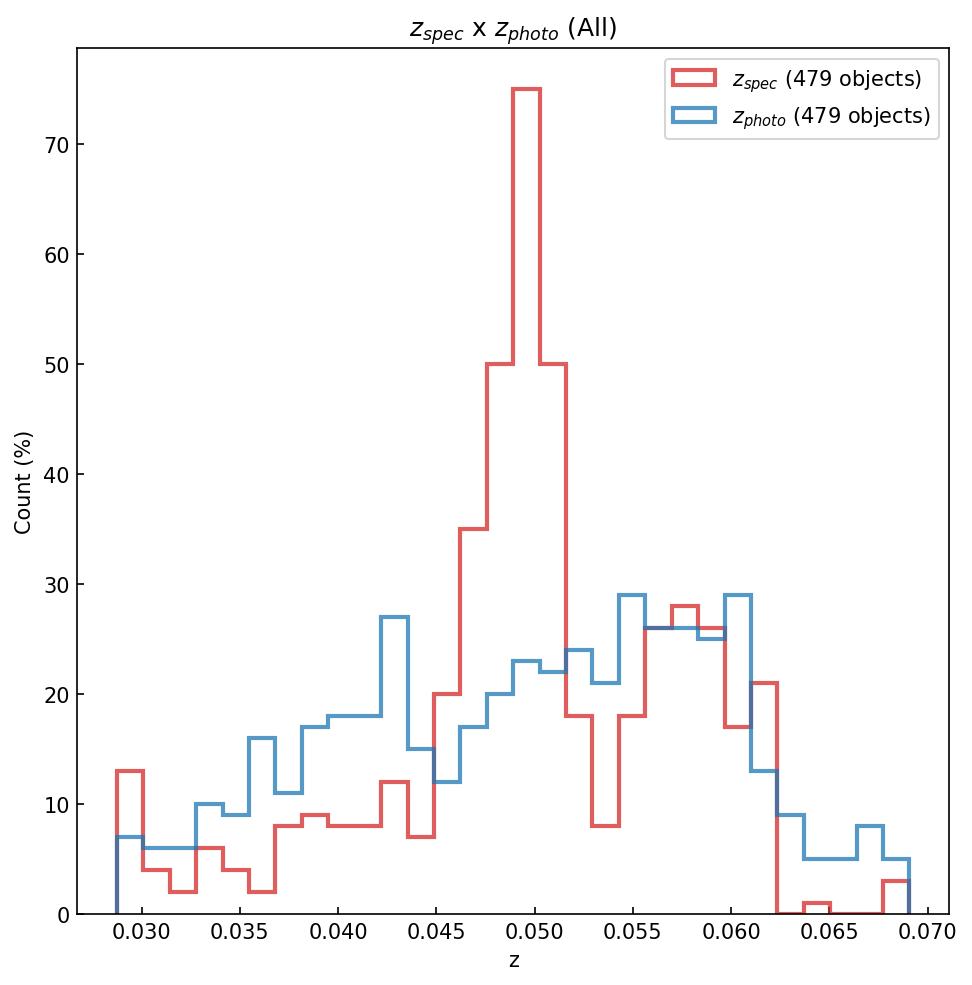 z_spec x z_photo (All)
z_spec (479 objects)
z_photo (479 objects)
70
60
50
40
30
20
10
0
Count (%)
0.030 0.035 0.040 0.045 0.050 0.055 0.060 0.065 0.070
z